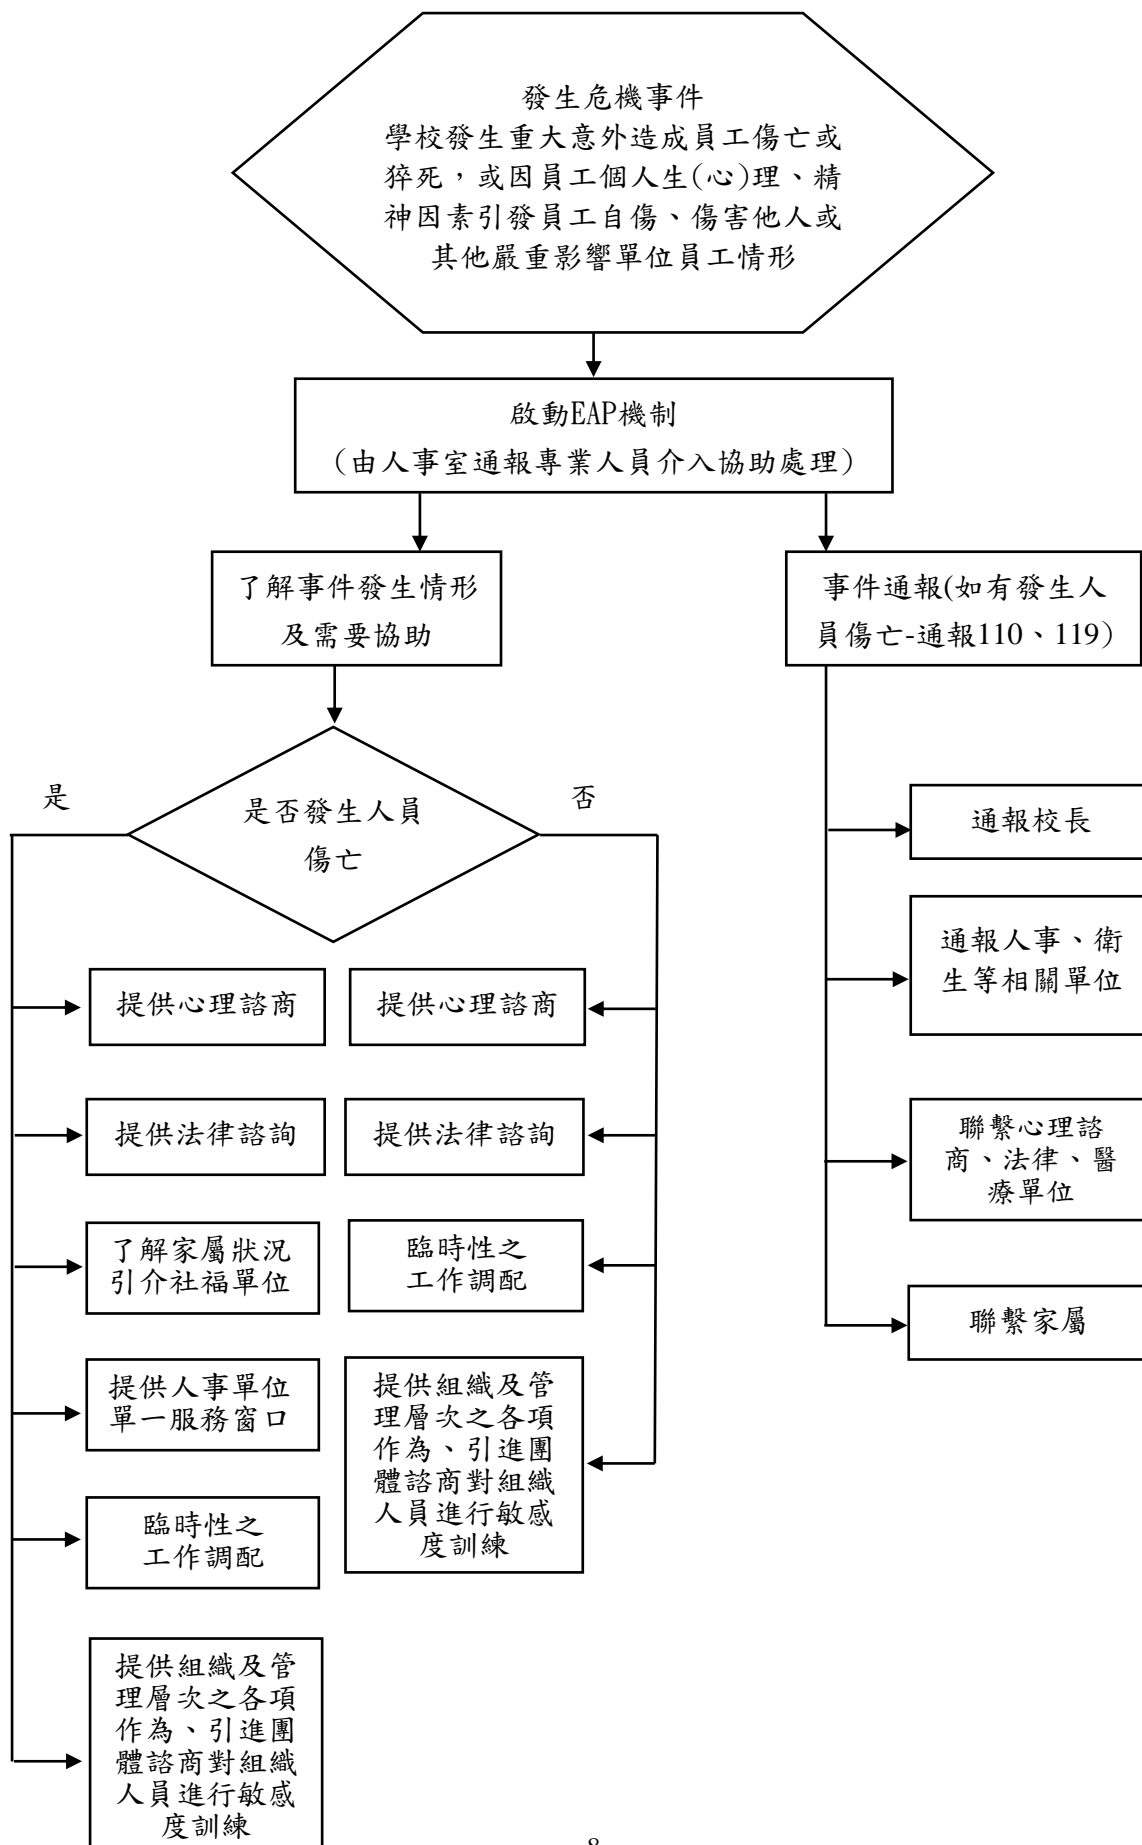 發生危機事件
學校發生重大意外造成員工傷亡或
猝死，或因員工個人生(心)理、精
神因素引發員工自傷、傷害他人或
其他嚴重影響單位員工情形
啟動EAP機制
（由人事室通報專業人員介入協助處理）
了解事件發生情形
及需要協助
事件通報(如有發生人
員傷亡-通報110、119）
是
是否發生人員
傷亡
否
通報校長
通報人事、衛
生等相關單位
聯繫心理諮
商、法律、醫
療單位
聯繫家屬
提供心理諮商
提供法律諮詢
了解家屬狀況
引介社福單位
提供人事單位
單一服務窗口
臨時性之
工作調配
提供組織及管
理層次之各項
作為、引進團
體諮商對組織
人員進行敏感
度訓練
提供心理諮商
提供法律諮詢
臨時性之
工作調配
提供組織及管
理層次之各項
作為、引進團
體諮商對組織
人員進行敏感
度訓練
8